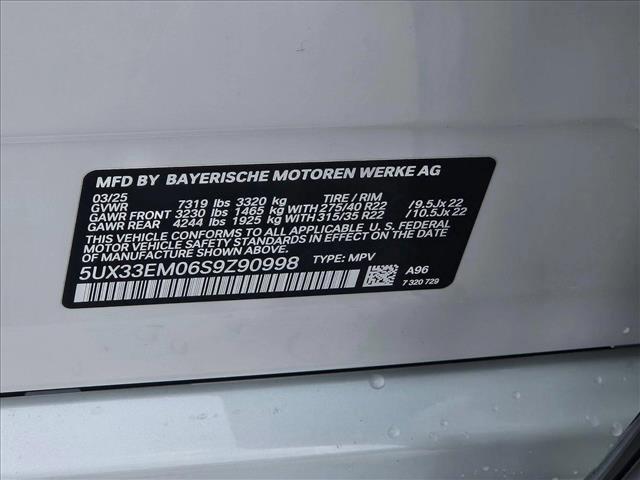 MFD BY BAYERISCHE MOTOREN WERKE AG
03/25
GVWR 7319 lbs 3320 kg TIRE / RIM
GAWR FRONT 3230 lbs 1465 kg WITH 275/40 R22 /9.5Jx22
GAWR REAR 4244 lbs 1925 kg WITH 315/35 R22 /10.5Jx22
THIS VEHICLE CONFORMS TO ALL APPLICABLE U.S. FEDERAL
MOTOR VEHICLE SAFETY STANDARDS IN EFFECT ON THE
DATE OF MANUFACTURE SHOWN ABOVE.
5UX33EM06S9Z90998 TYPE: MPV
A96
7 320 729